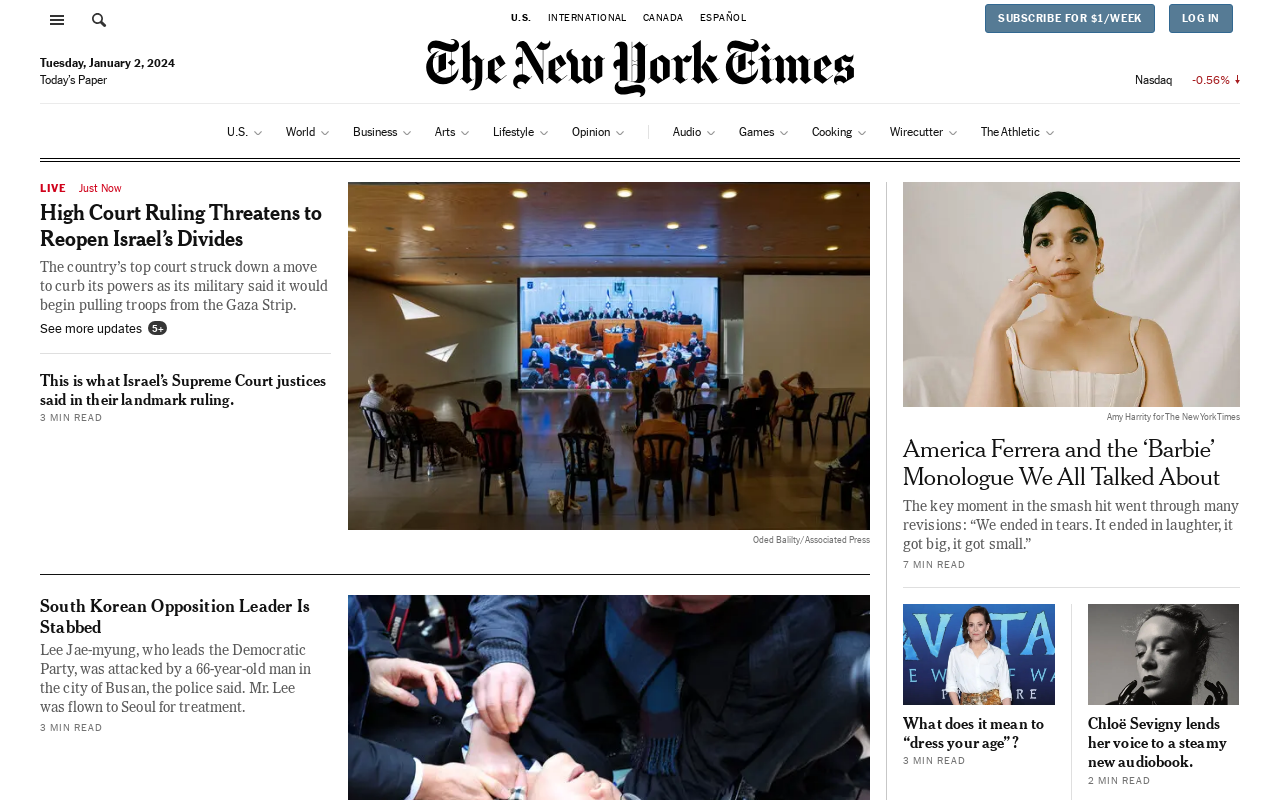 U.S. INTERNATIONAL CANADA ESPAÑOL
SUBSCRIBE FOR $1/WEEK LOG IN
Tuesday, January 2, 2024
Today's Paper
The New York Times
Nasdaq -0.56%
U.S. World Business Arts Lifestyle Opinion Audio Games Cooking Wirecutter The Athletic
LIVE Just Now
High Court Ruling Threatens to
Reopen Israel’s Divides
The country’s top court struck down a move
to curb its powers as its military said it would
begin pulling troops from the Gaza Strip.
See more updates 5+
This is what Israel’s Supreme Court justices
said in their landmark ruling.
3 MIN READ
Oded Balilty/Associated Press
South Korean Opposition Leader Is
Stabbed
Lee Jae-myung, who leads the Democratic
Party, was attacked by a 66-year-old man in
the city of Busan, the police said. Mr. Lee
was flown to Seoul for treatment.
3 MIN READ
Amy Harrity for The New York Times
America Ferrera and the ‘Barbie’
Monologue We All Talked About
The key moment in the smash hit went through many
revisions: “We ended in tears. It ended in laughter, it
got big, it got small.”
7 MIN READ
What does it mean to
“dress your age”?
3 MIN READ
Chloë Sevigny lends
her voice to a steamy
new audiobook.
2 MIN READ